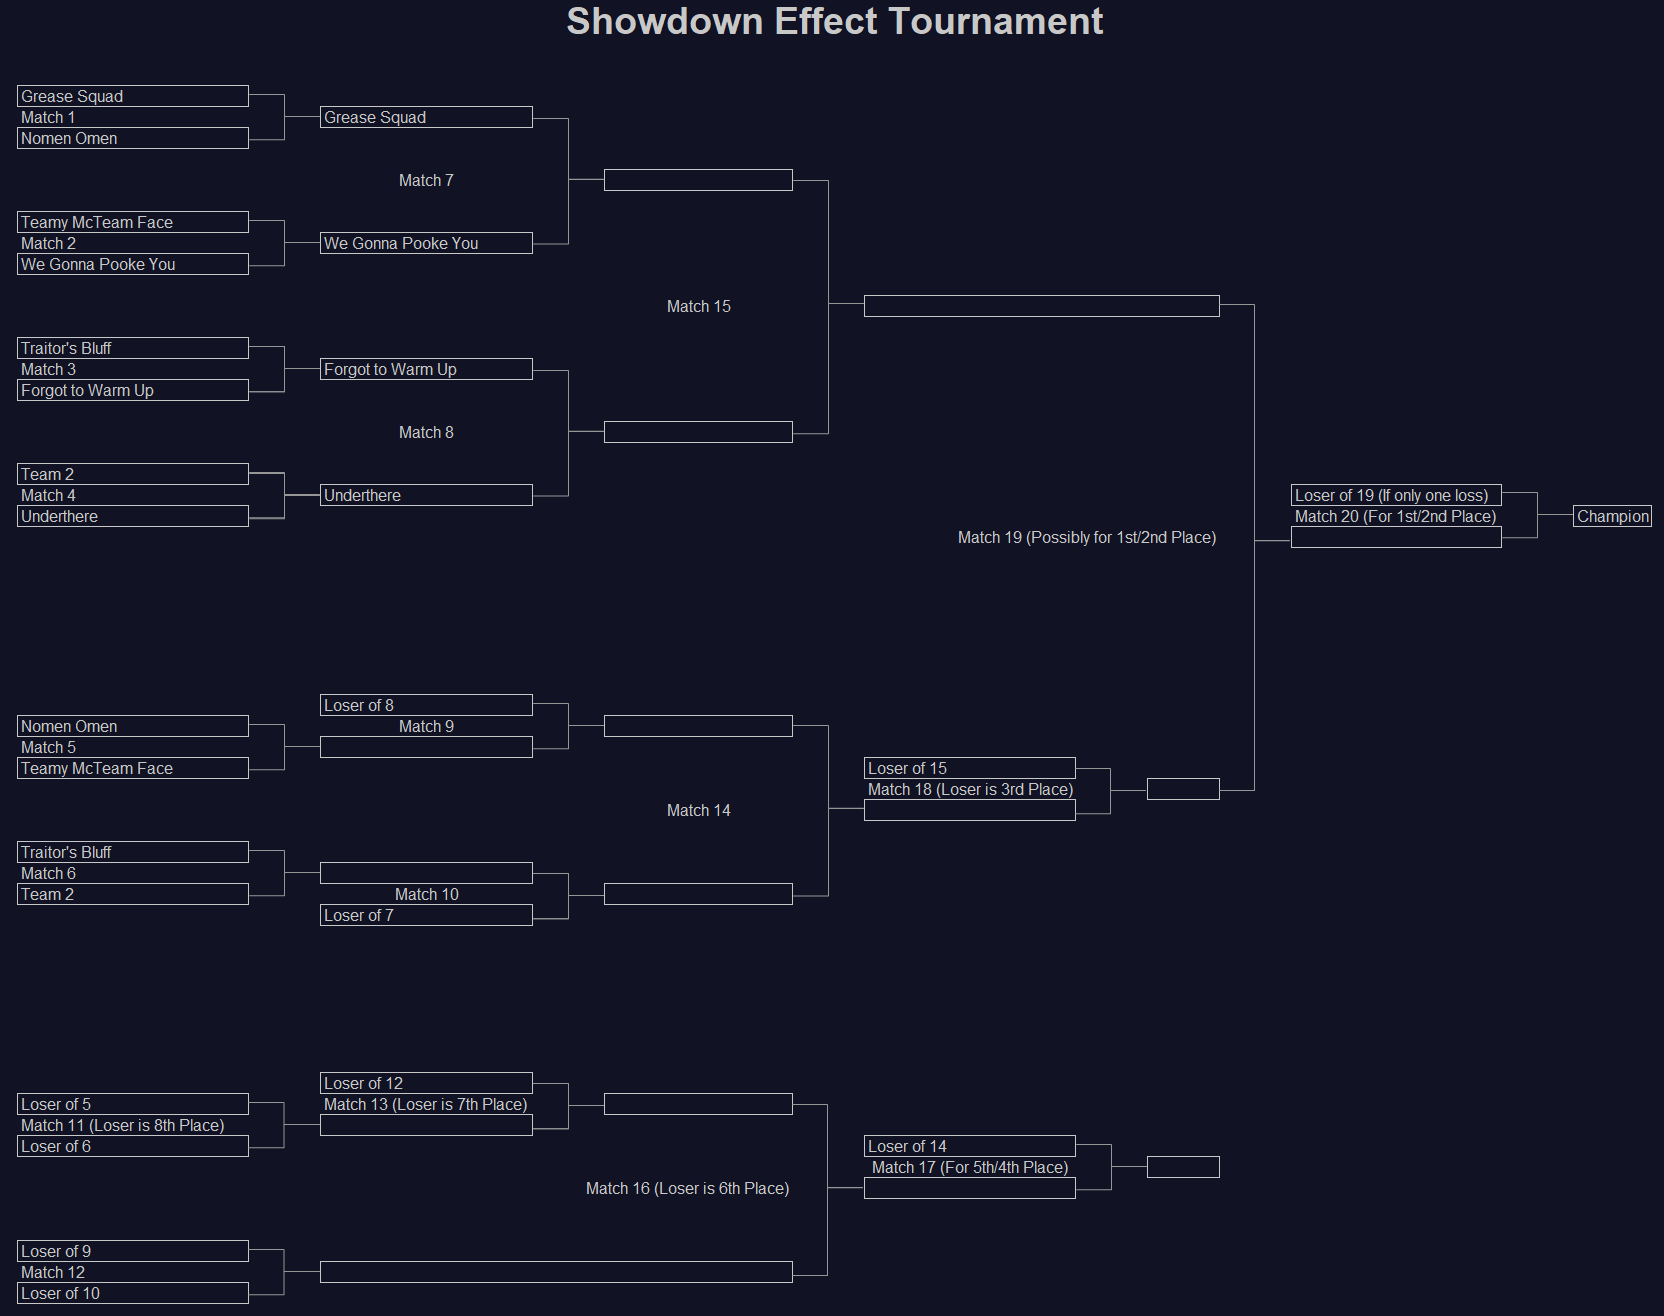 Showdown Effect Tournament
Grease Squad
Match 1
Nomen Omen
Grease Squad
Match 7
Teamy McTeam Face
Match 2
We Gonna Pooke You
We Gonna Pooke You
Match 15
Traitor's Bluff
Match 3
Forgot to Warm Up
Forgot to Warm Up
Match 8
Team 2
Match 4
Underthere
Underthere
Match 19 (Possibly for 1st/2nd Place)
Loser of 19 (If only one loss)
Match 20 (For 1st/2nd Place)
Champion
Nomen Omen
Match 5
Teamy McTeam Face
Loser of 8
Match 9
Match 14
Loser of 15
Match 18 (Loser is 3rd Place)
Traitor's Bluff
Match 6
Team 2
Match 10
Loser of 7
Loser of 5
Match 11 (Loser is 8th Place)
Loser of 6
Loser of 12
Match 13 (Loser is 7th Place)
Match 16 (Loser is 6th Place)
Loser of 14
Match 17 (For 5th/4th Place)
Loser of 9
Match 12
Loser of 10